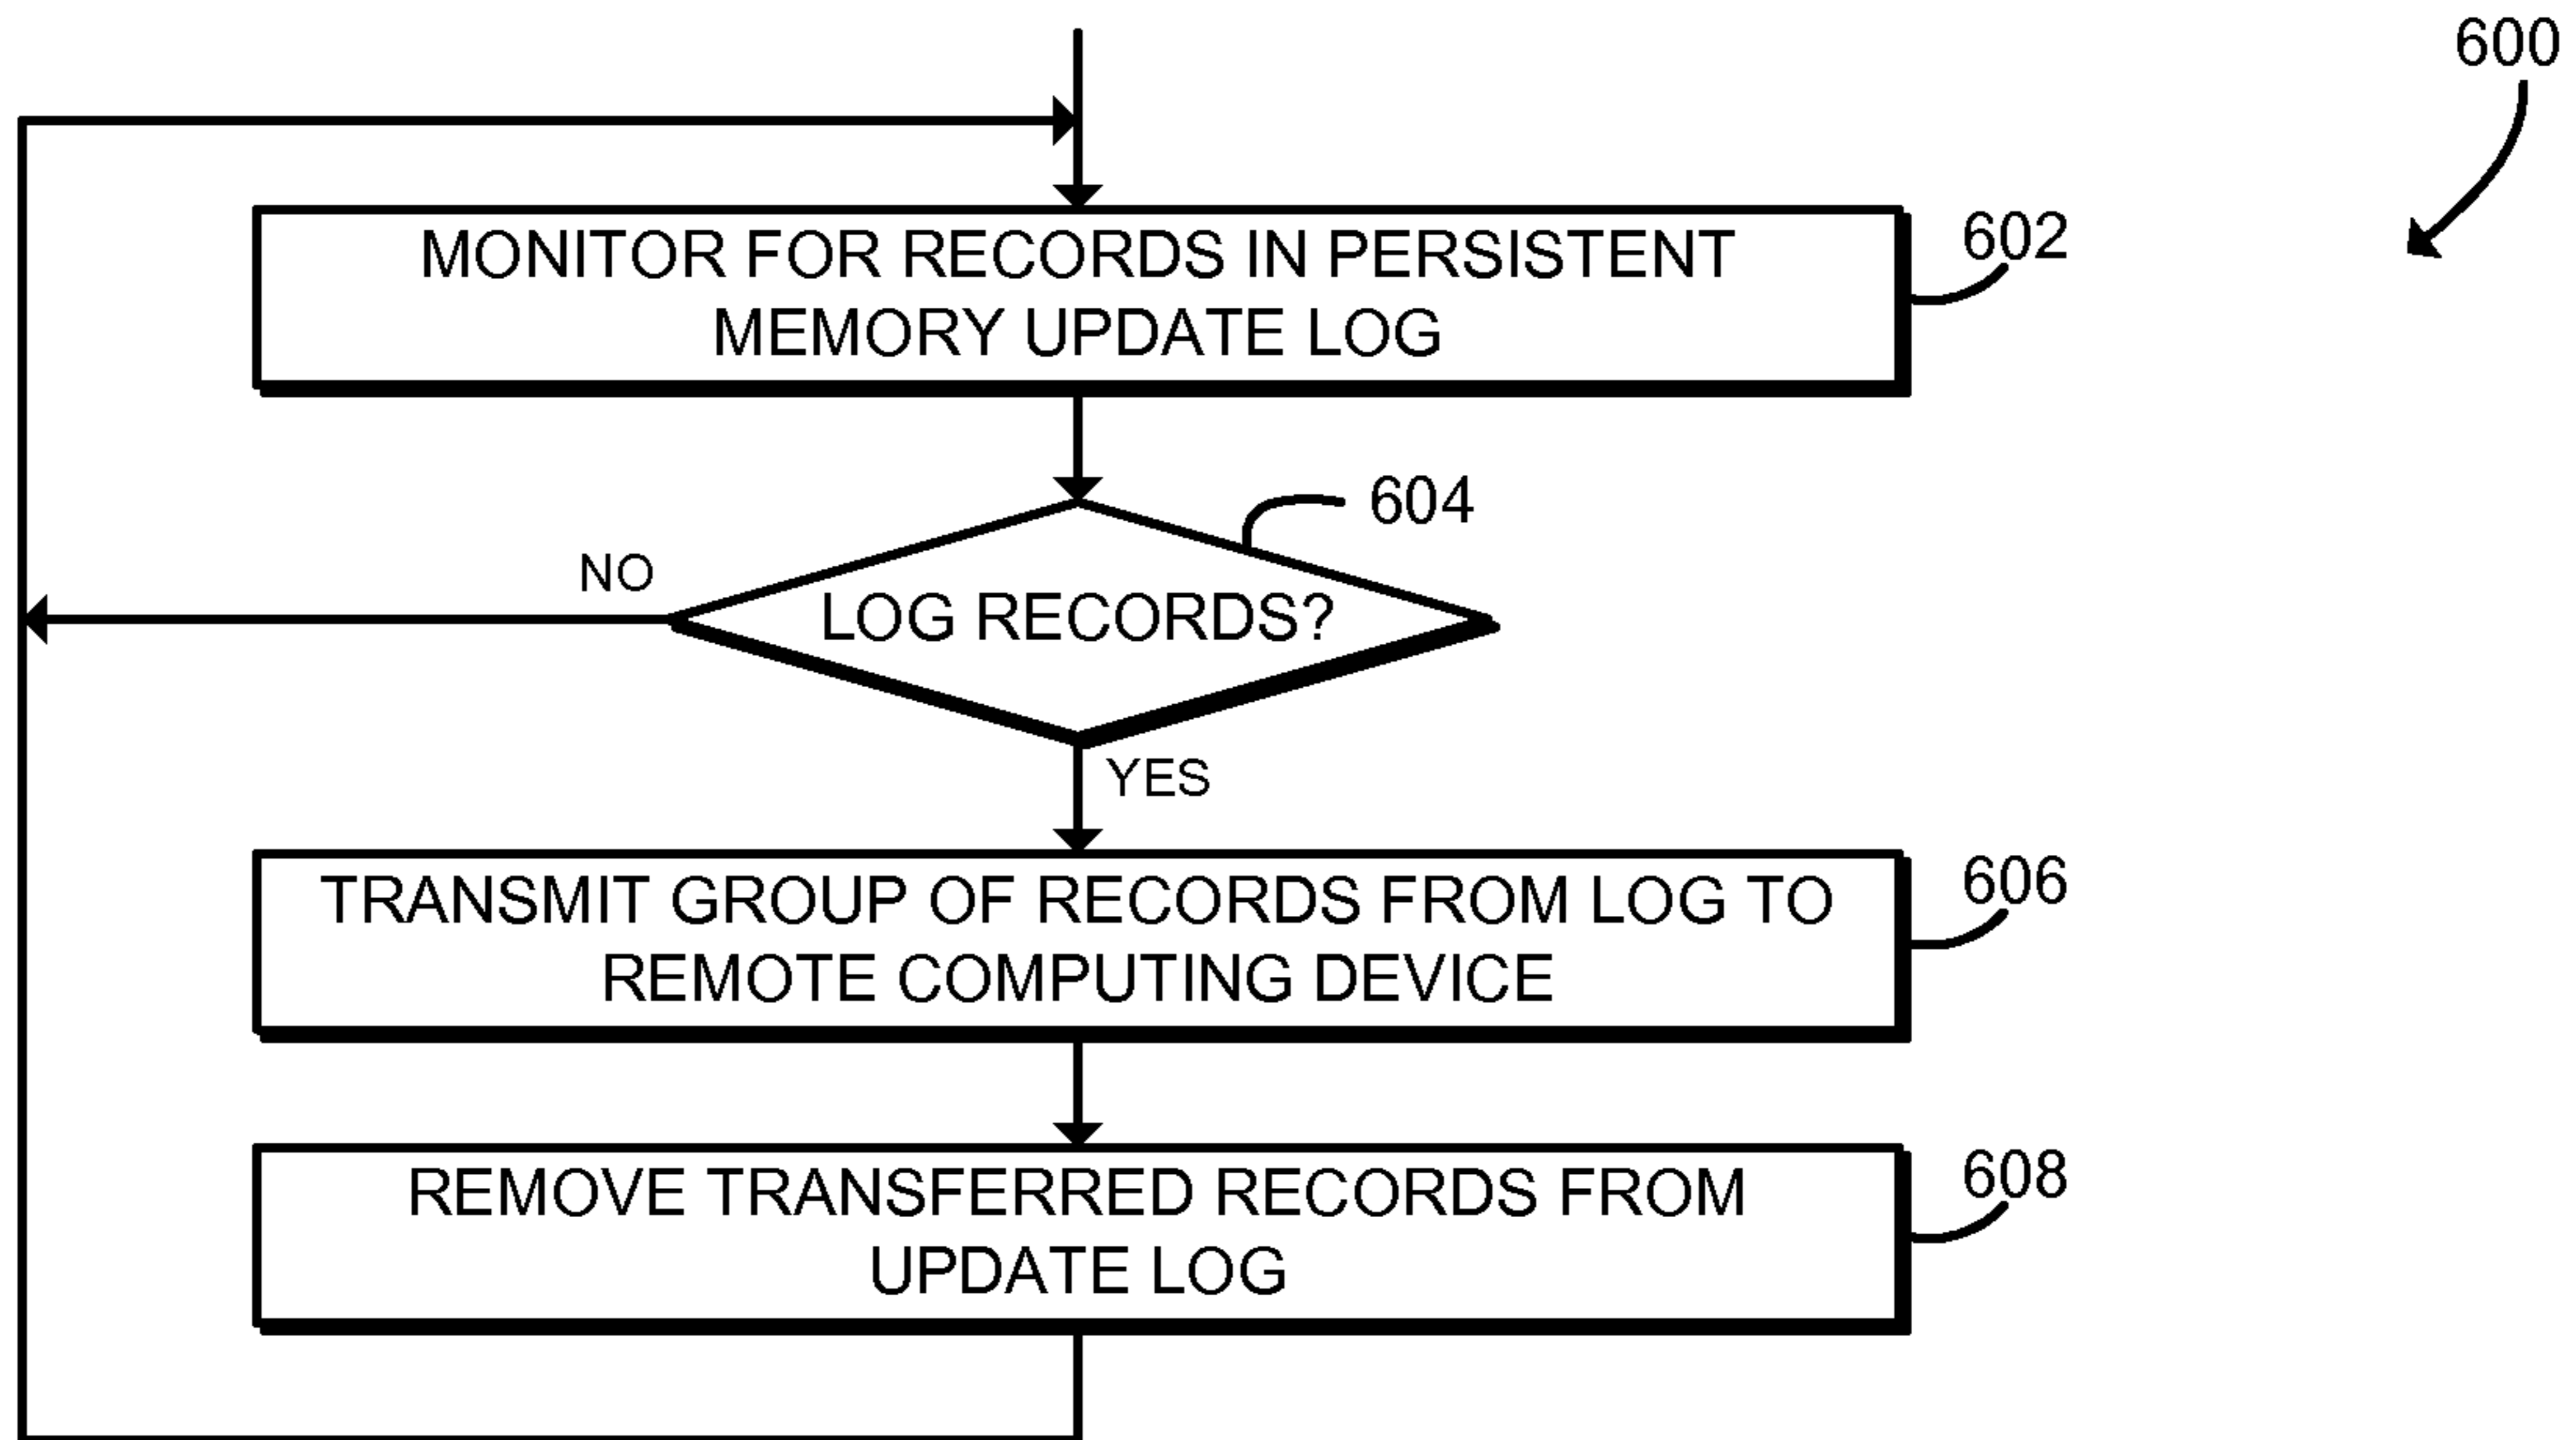 600
MONITOR FOR RECORDS IN PERSISTENT
MEMORY UPDATE LOG
602
604
NO
LOG RECORDS?
YES
TRANSMIT GROUP OF RECORDS FROM LOG TO
REMOTE COMPUTING DEVICE
606
REMOVE TRANSFERRED RECORDS FROM
UPDATE LOG
608